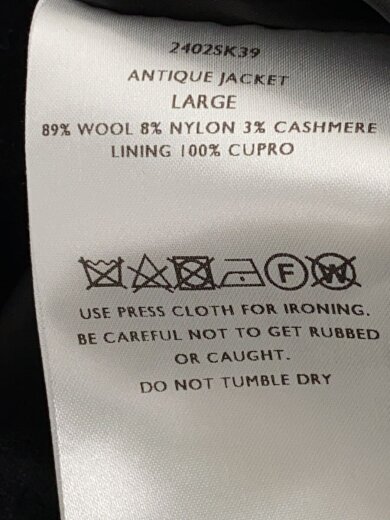 2402SK39
ANTIQUE JACKET
LARGE
89% WOOL 8% NYLON 3% CASHMERE
LINING 100% CUPRO
F W
USE PRESS CLOTH FOR IRONING.
BE CAREFUL NOT TO GET RUBBED
OR CAUGHT.
DO NOT TUMBLE DRY